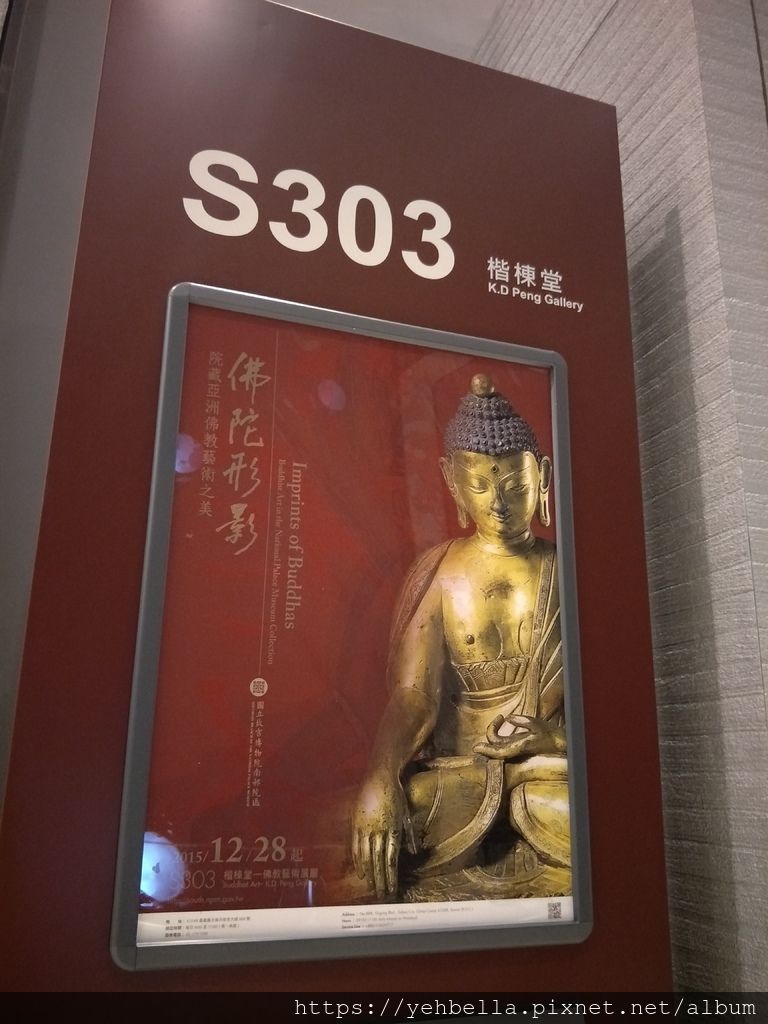 S303
楷棟堂
K.D Peng Gallery
佛陀形影
院藏亞洲佛教藝術之美
Imprints of Buddhas
Buddhist Art in the National Palace Museum Collection
國立故宮博物院南部院區
2015/12/28起
S303 楷棟堂—佛教藝術展廳
Buddhist Art- K.D Peng Gallery
https://yehbella.pixnet.net/album